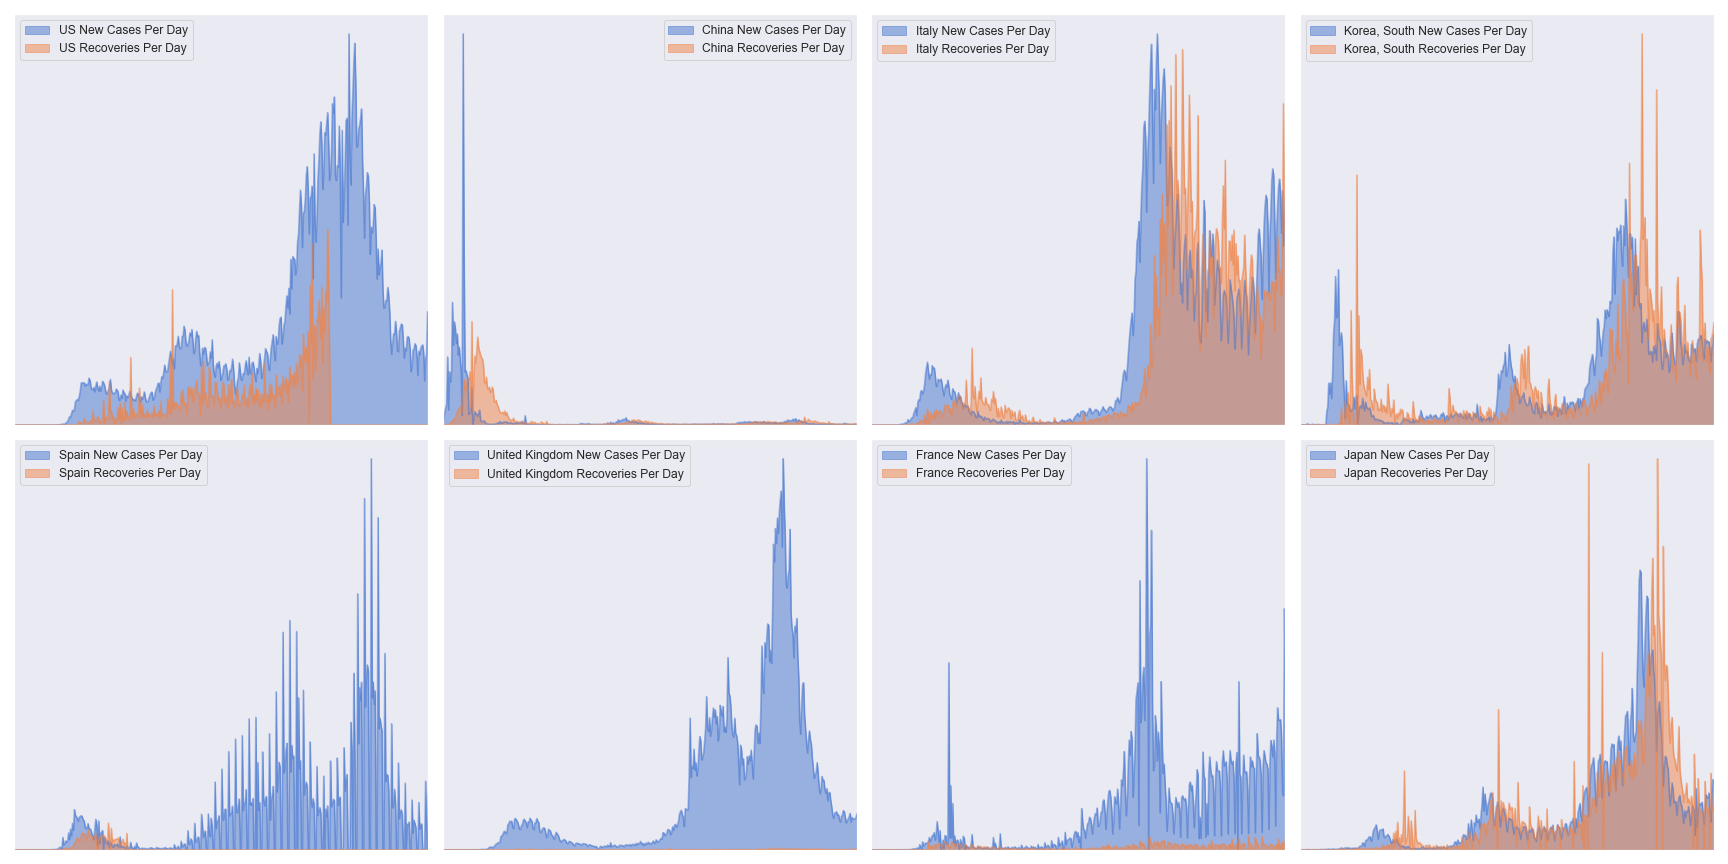 US New Cases Per Day
US Recoveries Per Day
China New Cases Per Day
China Recoveries Per Day
Italy New Cases Per Day
Italy Recoveries Per Day
Korea, South New Cases Per Day
Korea, South Recoveries Per Day
Spain New Cases Per Day
Spain Recoveries Per Day
United Kingdom New Cases Per Day
United Kingdom Recoveries Per Day
France New Cases Per Day
France Recoveries Per Day
Japan New Cases Per Day
Japan Recoveries Per Day